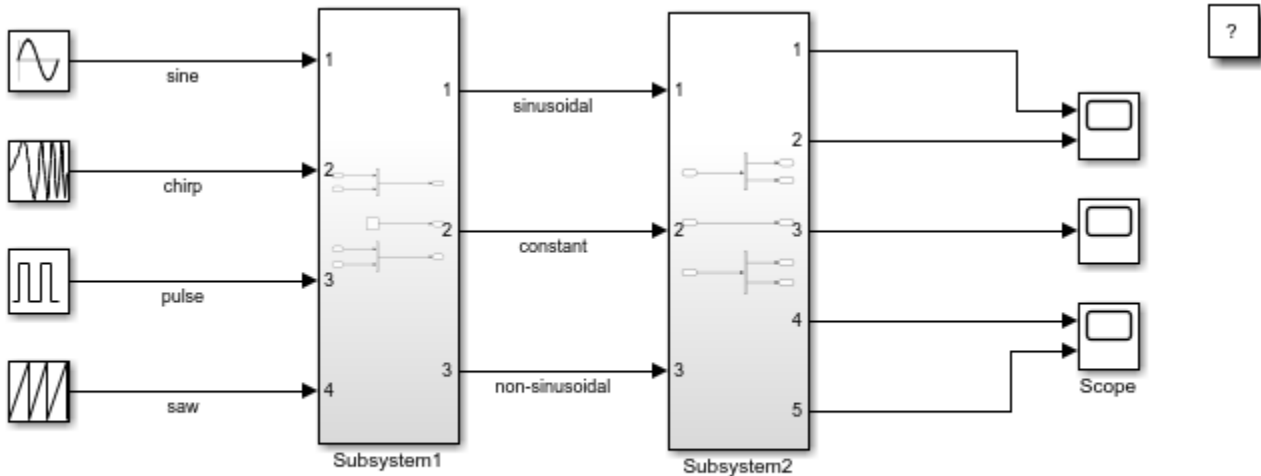 ?
1
sine
1
1
sinusoidal
1
2
2
chirp
2
constant
2
3
3
pulse
4
3
non-sinusoidal
3
4
saw
5
Scope
Subsystem1
Subsystem2